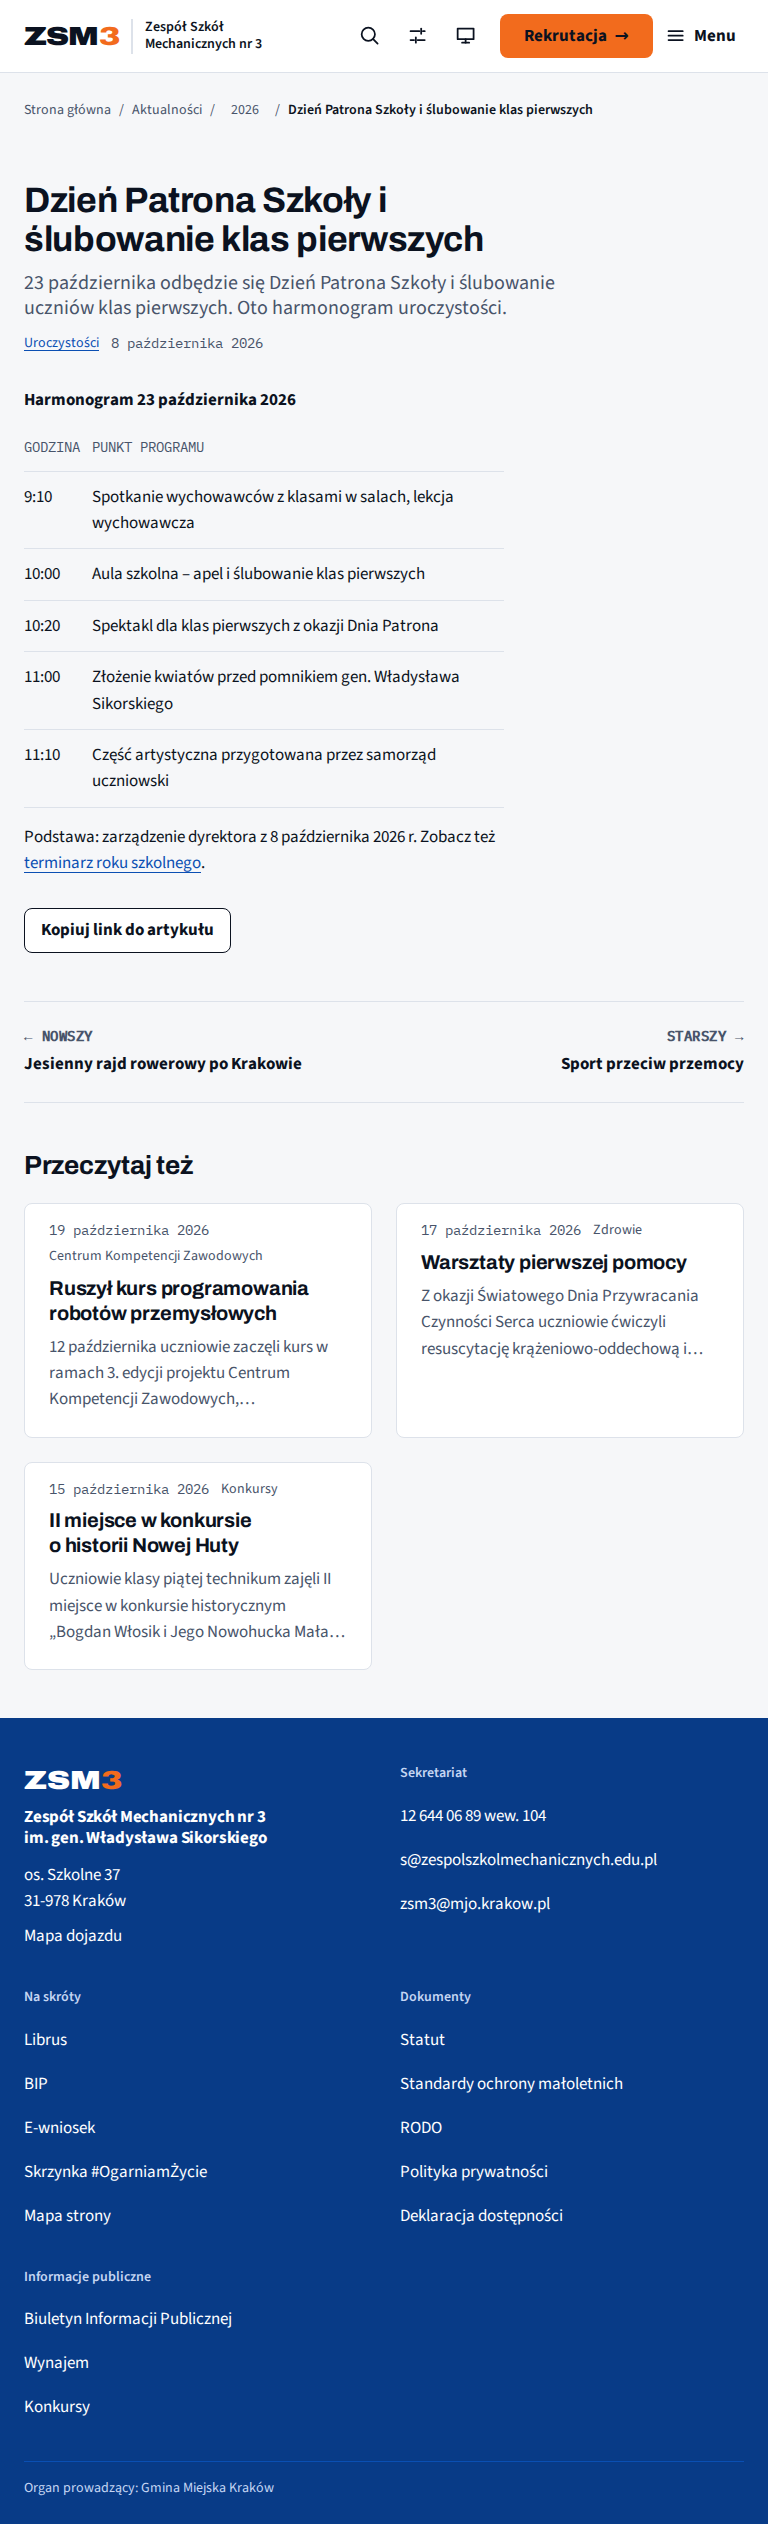 ZSM3
Zespół Szkół
Mechanicznych nr 3
Rekrutacja →
Menu
Strona główna / Aktualności / 2026 / Dzień Patrona Szkoły i ślubowanie klas pierwszych
Dzień Patrona Szkoły i
ślubowanie klas pierwszych
23 października odbędzie się Dzień Patrona Szkoły i ślubowanie
uczniów klas pierwszych. Oto harmonogram uroczystości.
Uroczystości 8 października 2026
Harmonogram 23 października 2026
GODZINA PUNKT PROGRAMU
9:10 Spotkanie wychowawców z klasami w salach, lekcja
wychowawcza
10:00 Aula szkolna – apel i ślubowanie klas pierwszych
10:20 Spektakl dla klas pierwszych z okazji Dnia Patrona
11:00 Złożenie kwiatów przed pomnikiem gen. Władysława
Sikorskiego
11:10 Część artystyczna przygotowana przez samorząd
uczniowski
Podstawa: zarządzenie dyrektora z 8 października 2026 r. Zobacz też
terminarz roku szkolnego.
Kopiuj link do artykułu
← NOWSZY
Jesienny rajd rowerowy po Krakowie
STARSZY →
Sport przeciw przemocy
Przeczytaj też
19 października 2026
Centrum Kompetencji Zawodowych
Ruszył kurs programowania
robotów przemysłowych
12 października uczniowie zaczęli kurs w
ramach 3. edycji projektu Centrum
Kompetencji Zawodowych,…
17 października 2026 Zdrowie
Warsztaty pierwszej pomocy
Z okazji Światowego Dnia Przywracania
Czynności Serca uczniowie ćwiczyli
resuscytację krążeniowo-oddechową i…
15 października 2026 Konkursy
II miejsce w konkursie
o historii Nowej Huty
Uczniowie klasy piątej technikum zajęli II
miejsce w konkursie historycznym
„Bogdan Włosik i Jego Nowohucka Mała…
ZSM3
Zespół Szkół Mechanicznych nr 3
im. gen. Władysława Sikorskiego
os. Szkolne 37
31-978 Kraków
Mapa dojazdu
Sekretariat
12 644 06 89 wew. 104
s@zespolszkolmechanicznych.edu.pl
zsm3@mjo.krakow.pl
Na skróty
Librus
BIP
E-wniosek
Skrzynka #OgarniamŻycie
Mapa strony
Dokumenty
Statut
Standardy ochrony małoletnich
RODO
Polityka prywatności
Deklaracja dostępności
Informacje publiczne
Biuletyn Informacji Publicznej
Wynajem
Konkursy
Organ prowadzący: Gmina Miejska Kraków